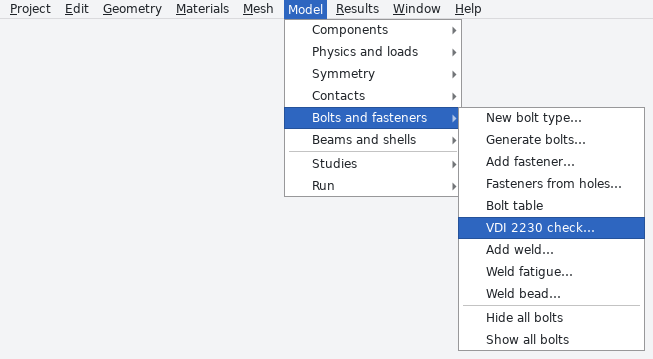 Project Edit Geometry Materials Mesh Model Results Window Help
Components
Physics and loads
Symmetry
Contacts
Bolts and fasteners
Beams and shells
Studies
Run
New bolt type...
Generate bolts...
Add fastener...
Fasteners from holes...
Bolt table
VDI 2230 check...
Add weld...
Weld fatigue...
Weld bead...
Hide all bolts
Show all bolts